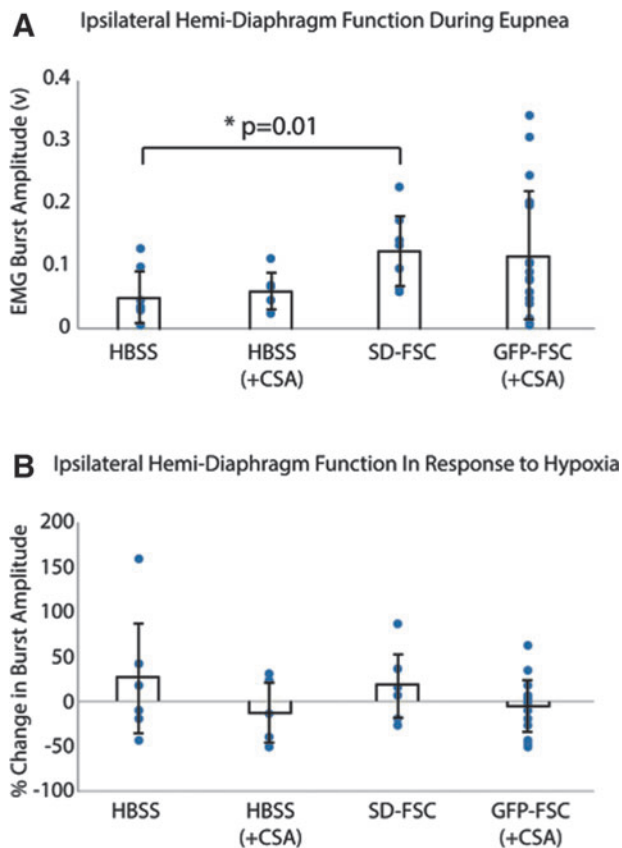 A Ipsilateral Hemi-Diaphragm Function During Eupnea
EMG Burst Amplitude (v)
0.4
0.3
0.2
0.1
0
* p=0.01
HBSS
HBSS
(+CSA)
SD-FSC
GFP-FSC
(+CSA)
B Ipsilateral Hemi-Diaphragm Function In Response to Hypoxia
% Change in Burst Amplitude
200
150
100
50
0
-50
-100
HBSS
HBSS
(+CSA)
SD-FSC
GFP-FSC
(+CSA)